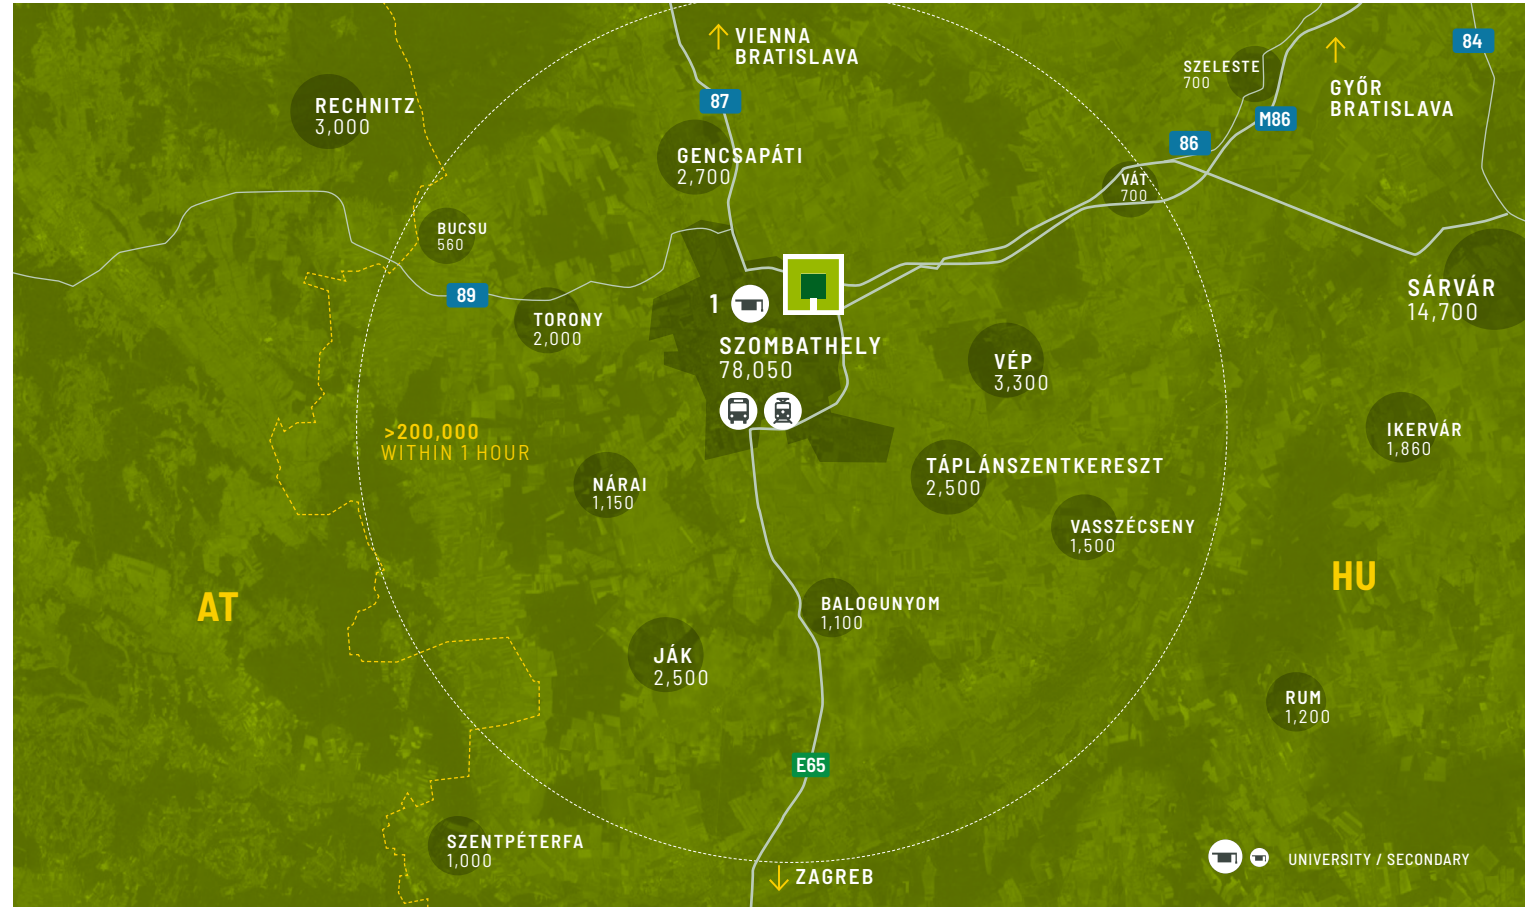 VIENNA
BRATISLAVA
84
SZELESTE
700
GYŐR
BRATISLAVA
RECHNITZ
3,000
87
M86
86
GENCSAPÁTI
2,700
VÁT
700
BUCSU
560
89
SÁRVÁR
14,700
1
TORONY
2,000
SZOMBATHELY
78,050
VÉP
3,300
>200,000
WITHIN 1 HOUR
IKERVÁR
1,860
TÁPLÁNSZENTKERESZT
2,500
NÁRAI
1,150
VASSZÉCSENY
1,500
HU
AT
BALOGUNYOM
1,100
JÁK
2,500
RUM
1,200
E65
SZENTPÉTERFA
1,000
UNIVERSITY / SECONDARY
ZAGREB